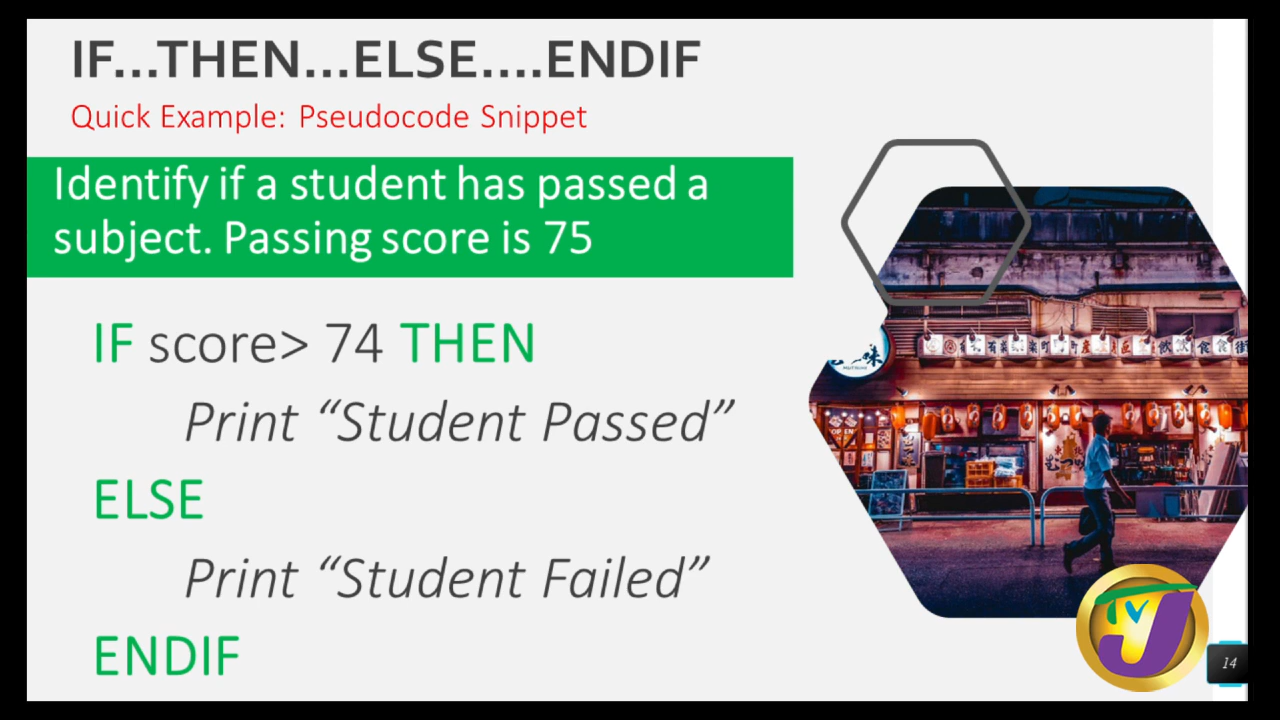 IF...THEN...ELSE....ENDIF
Quick Example: Pseudocode Snippet
Identify if a student has passed a
subject. Passing score is 75
IF score> 74 THEN
Print “Student Passed”
ELSE
Print “Student Failed”
ENDIF
TVJ
14